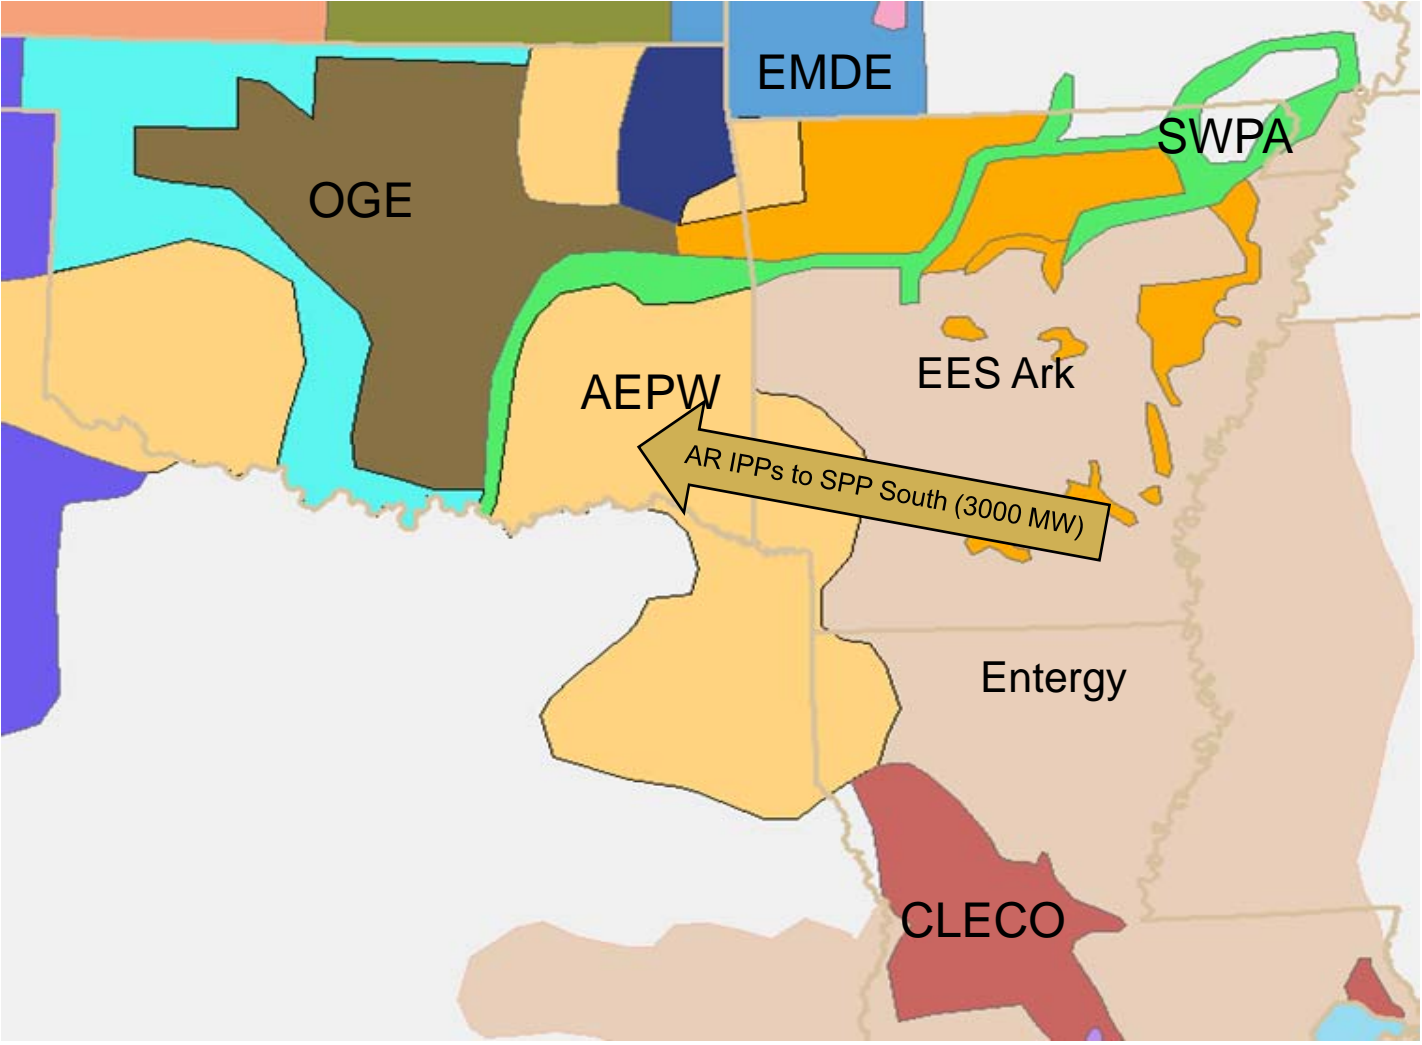 EMDE
SWPA
OGE
EES Ark
AEPW
AR IPPs to SPP South (3000 MW)
Entergy
CLECO